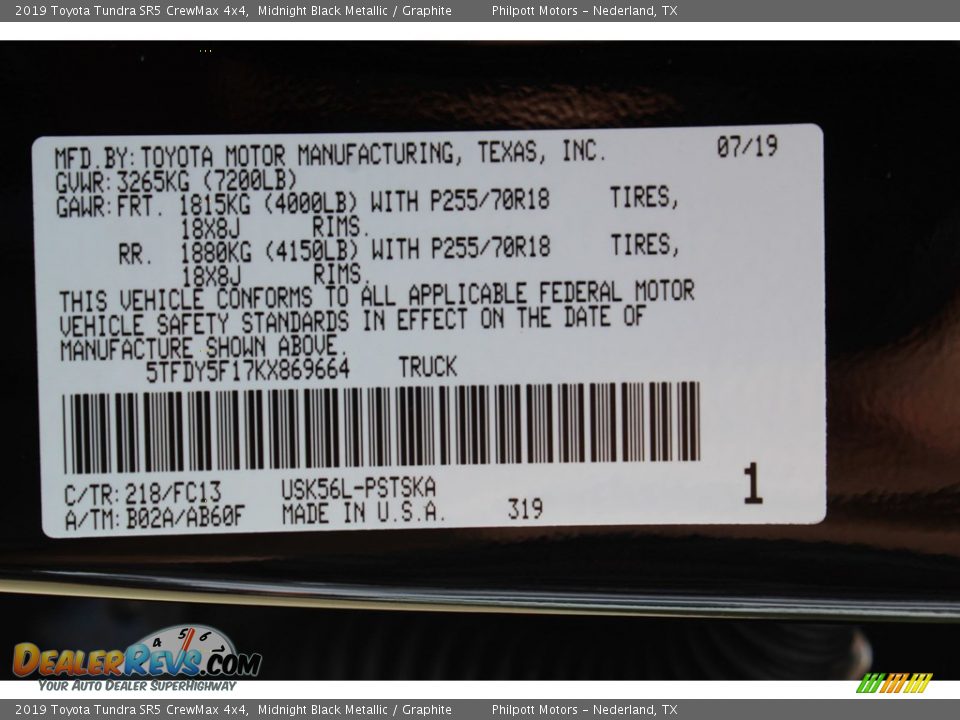 2019 Toyota Tundra SR5 CrewMax 4x4, Midnight Black Metallic / Graphite Philpott Motors – Nederland, TX
MFD.BY:TOYOTA MOTOR MANUFACTURING, TEXAS, INC. 07/19
GVWR:3265KG (7200LB)
GAWR:FRT. 1815KG (4000LB) WITH P255/70R18 TIRES,
18X8J RIMS.
RR. 1880KG (4150LB) WITH P255/70R18 TIRES,
18X8J RIMS.
THIS VEHICLE CONFORMS TO ALL APPLICABLE FEDERAL MOTOR
VEHICLE SAFETY STANDARDS IN EFFECT ON THE DATE OF
MANUFACTURE SHOWN ABOVE.
5TFDY5F17KX869664 TRUCK
C/TR:218/FC13 USK56L-PSTSKA 1
A/TM:B02A/AB60F MADE IN U.S.A. 319
4 5 6 7
DEALERREVS.COM
YOUR AUTO DEALER SUPERHIGHWAY
2019 Toyota Tundra SR5 CrewMax 4x4, Midnight Black Metallic / Graphite Philpott Motors – Nederland, TX